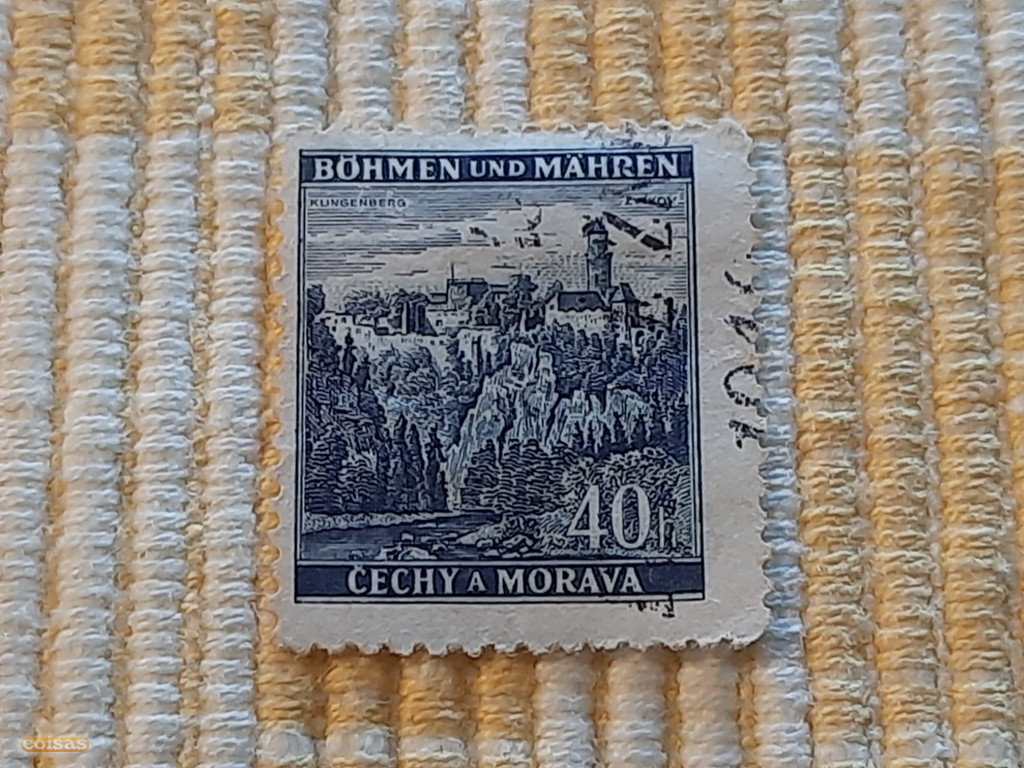 BÖHMEN UND MÄHREN
KLINGENBERG
40h
ČECHY A MORAVA
coisas